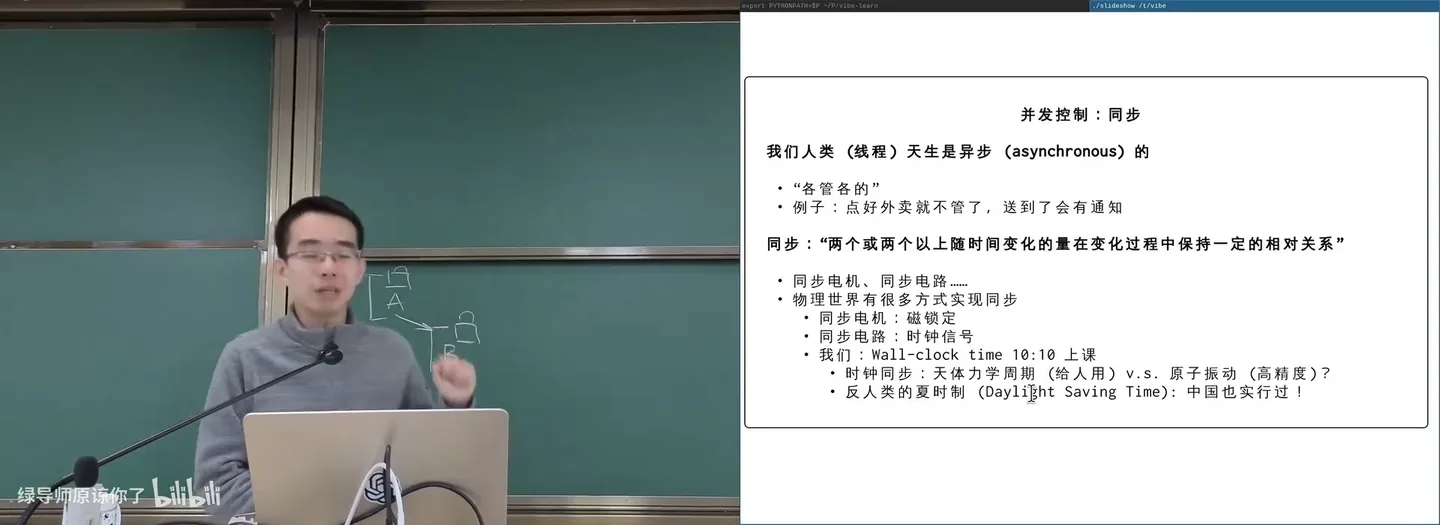 export PYTHONPATH=$P ~/P/vibe-learn
./slideshow /t/vibe
并发控制：同步
我们人类 (线程) 天生是异步 (asynchronous) 的
• “各管各的”
• 例子：点好外卖就不管了，送到了会有通知
同步：“两个或两个以上随时间变化的量在变化过程中保持一定的相对关系”
• 同步电机、同步电路……
• 物理世界有很多方式实现同步
• 同步电机：磁锁定
• 同步电路：时钟信号
• 我们：Wall-clock time 10:10 上课
• 时钟同步：天体力学周期 (给人用) v.s. 原子振动 (高精度)？
• 反人类的夏时制 (Daylight Saving Time)：中国也实行过！
A
B
绿导师原谅你了 bilibili